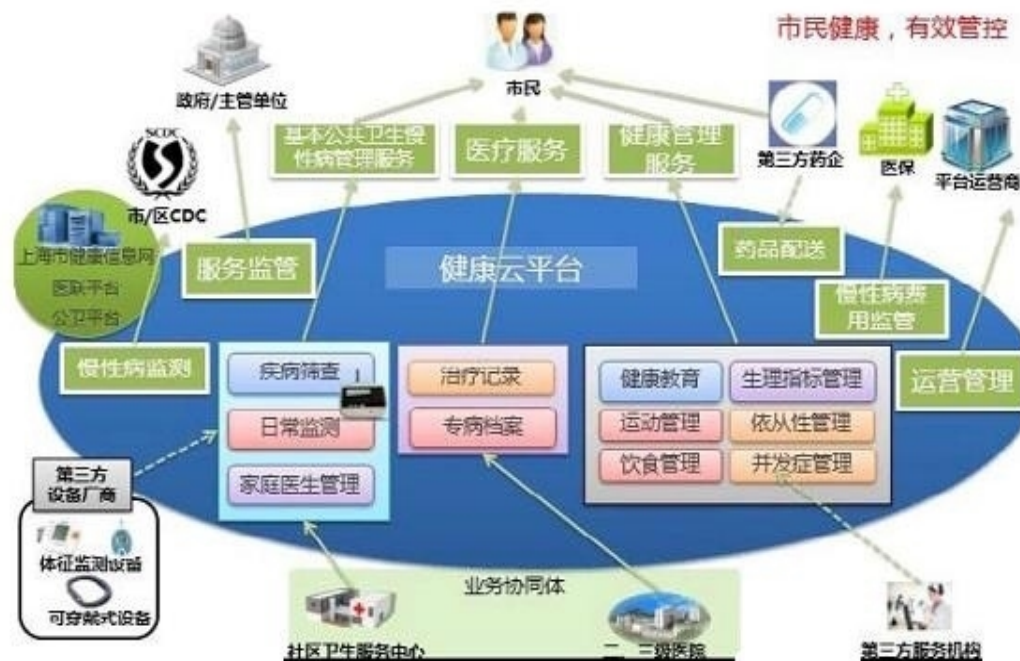 市民健康，有效管控
市民
政府/主管单位
基本公共卫生慢
性病管理服务
医疗服务
健康管理
服务
第三方药企
医保
平台运营商
SCDC
市/区CDC
上海市健康信息网
医联平台
公卫平台
服务监管
健康云平台
药品配送
慢性病费
用监管
慢性病监测
运营管理
疾病筛查
日常监测
家庭医生管理
治疗记录
专病档案
健康教育
生理指标管理
运动管理
依从性管理
饮食管理
并发症管理
第三方
设备厂商
体征监测设备
可穿戴式设备
业务协同体
社区卫生服务中心
二、三级医院
第三方服务机构